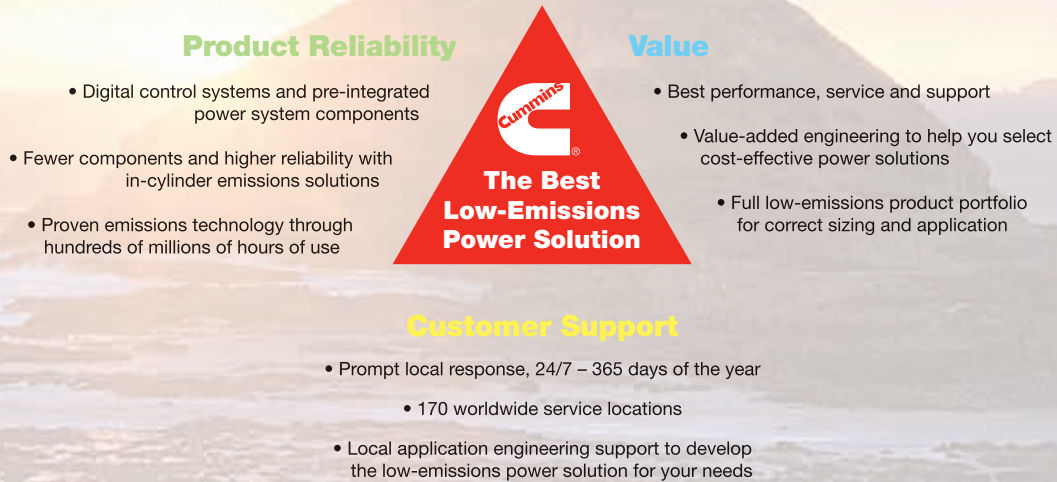 Product Reliability
• Digital control systems and pre-integrated
power system components
• Fewer components and higher reliability with
in-cylinder emissions solutions
• Proven emissions technology through
hundreds of millions of hours of use
Cummins
®
The Best
Low-Emissions
Power Solution
Value
• Best performance, service and support
• Value-added engineering to help you select
cost-effective power solutions
• Full low-emissions product portfolio
for correct sizing and application
Customer Support
• Prompt local response, 24/7 – 365 days of the year
• 170 worldwide service locations
• Local application engineering support to develop
the low-emissions power solution for your needs